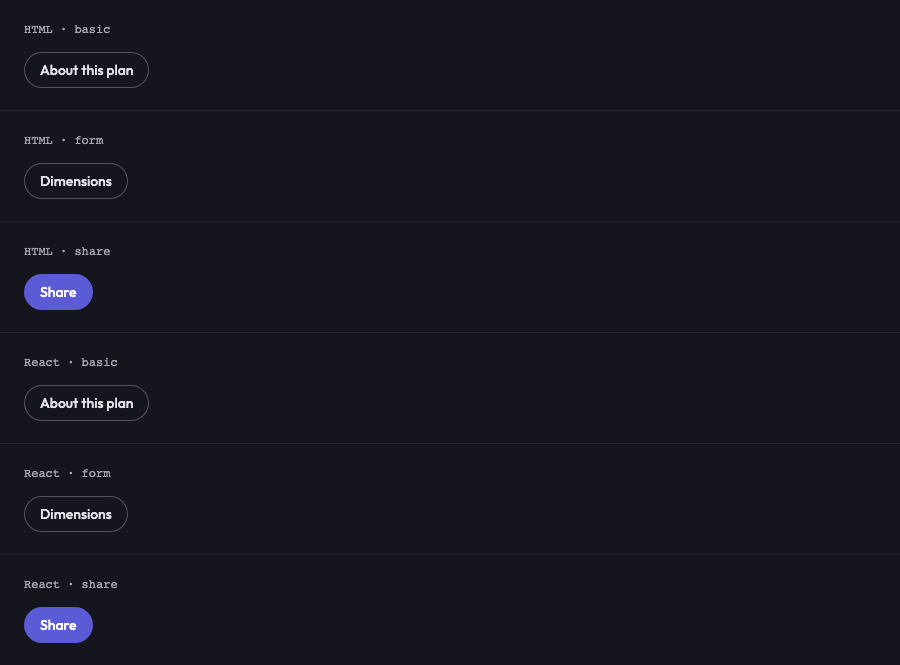 HTML · basic
About this plan
HTML · form
Dimensions
HTML · share
Share
React · basic
About this plan
React · form
Dimensions
React · share
Share